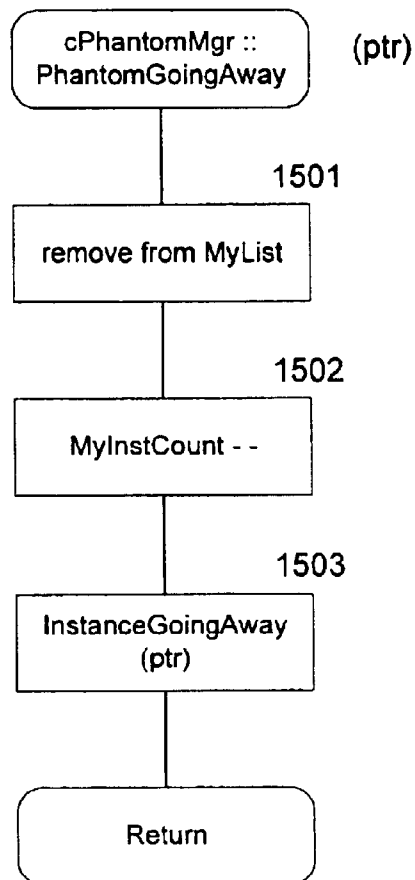 cPhantomMgr ::
PhantomGoingAway
(ptr)
1501
remove from MyList
1502
MyInstCount - -
1503
InstanceGoingAway
(ptr)
Return